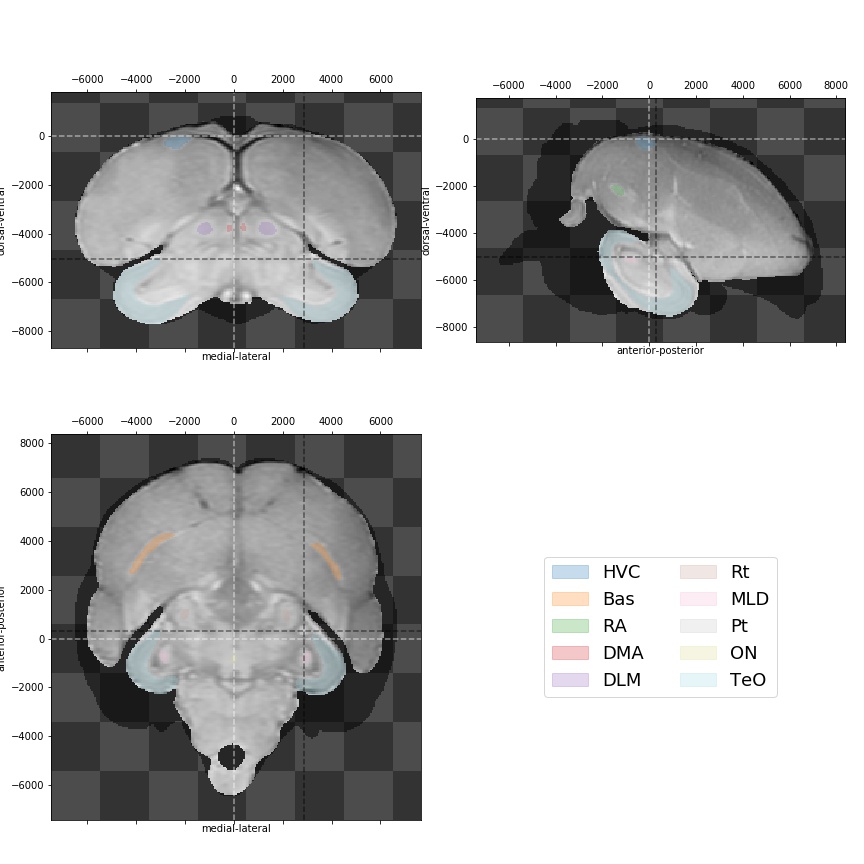 −6000 −4000 −2000 0 2000 4000 6000
0
−2000
−4000
−6000
−8000
dorsal-ventral
medial-lateral
−6000 −4000 −2000 0 2000 4000 6000 8000
0
−2000
−4000
−6000
−8000
dorsal-ventral
anterior-posterior
−6000 −4000 −2000 0 2000 4000 6000
8000
6000
4000
2000
0
−2000
−4000
−6000
anterior-posterior
medial-lateral
HVC Rt
Bas MLD
RA Pt
DMA ON
DLM TeO